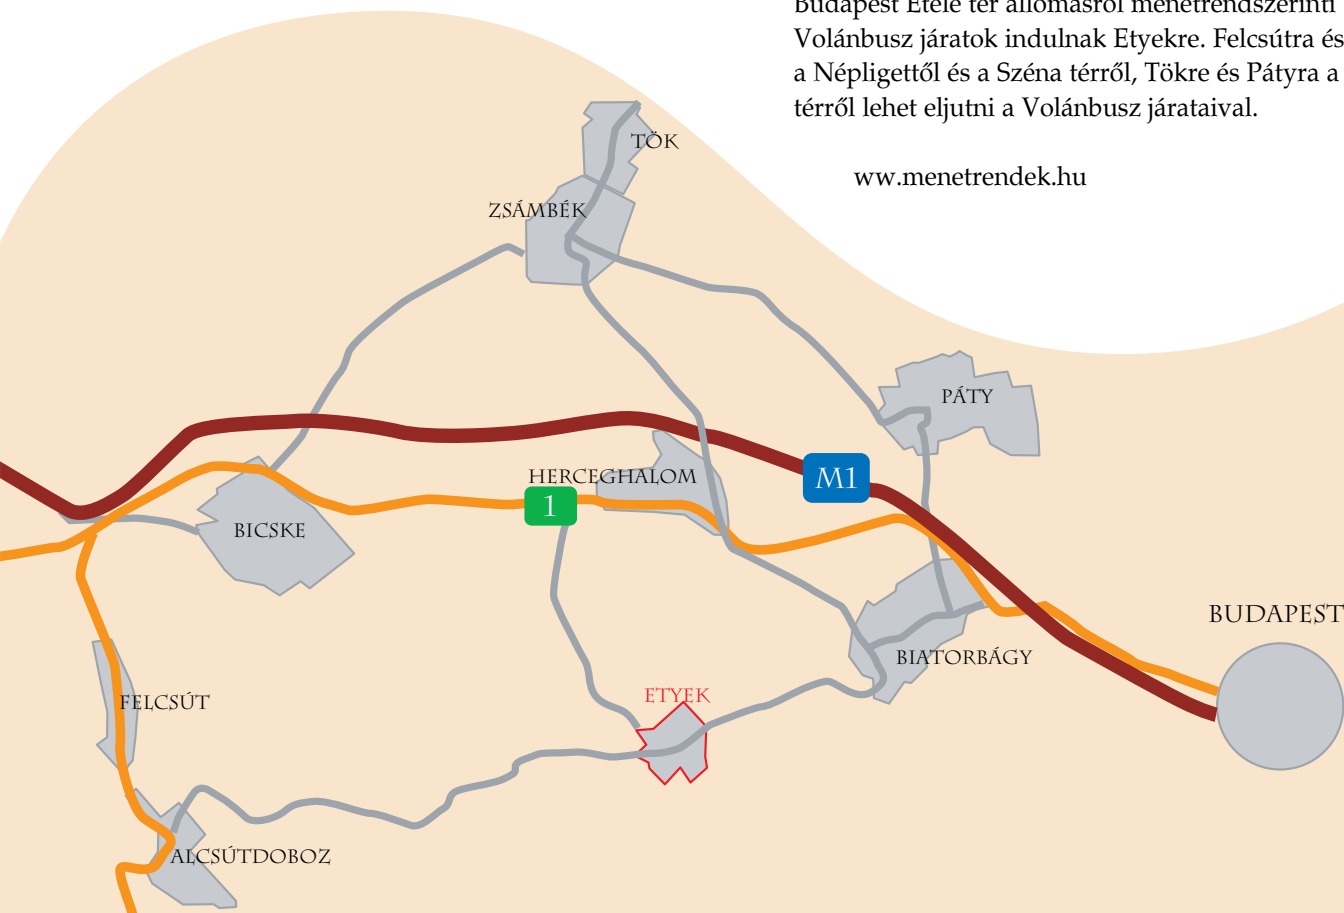 Budapest Etele tér állomásról menetrendszerinti
Volánbusz járatok indulnak Etyekre. Felcsútra és
a Népligettől és a Széna térről, Tökre és Pátyra a
térről lehet eljutni a Volánbusz járataival.
ww.menetrendek.hu
TÖK
ZSÁMBÉK
PÁTY
HERCEGHALOM
M1
1
BICSKE
BUDAPEST
BIATORBÁGY
ETYEK
FELCSÚT
ALCSÚTDOBOZ